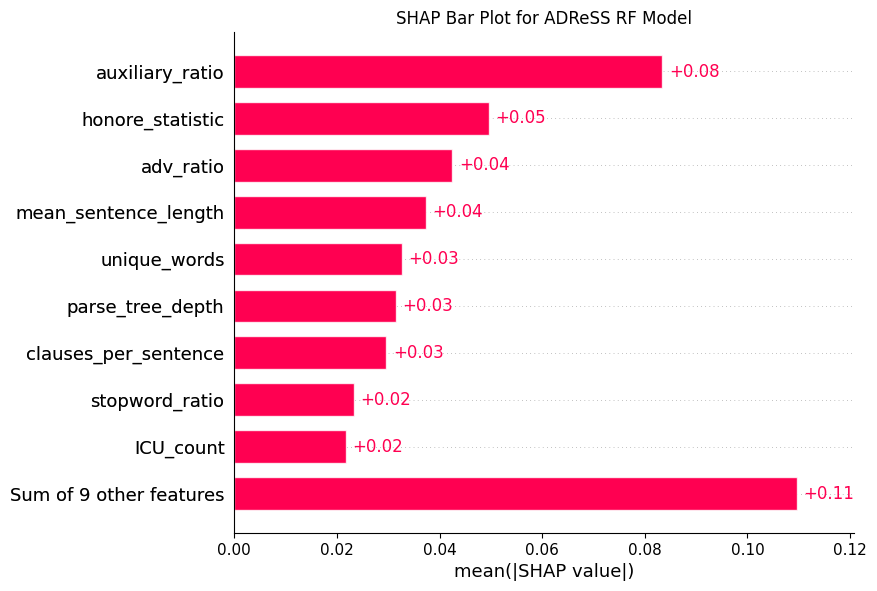 SHAP Bar Plot for ADReSS RF Model
auxiliary_ratio +0.08
honore_statistic +0.05
adv_ratio +0.04
mean_sentence_length +0.04
unique_words +0.03
parse_tree_depth +0.03
clauses_per_sentence +0.03
stopword_ratio +0.02
ICU_count +0.02
Sum of 9 other features +0.11
0.00 0.02 0.04 0.06 0.08 0.10 0.12
mean(|SHAP value|)